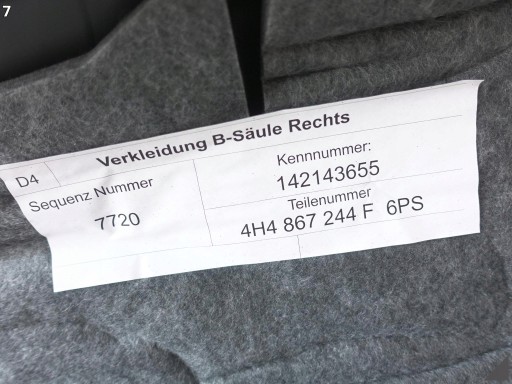 7
D4
Verkleidung B-Säule Rechts
Sequenz Nummer
7720
Kennnummer:
142143655
Teilenummer
4H4 867 244 F 6PS